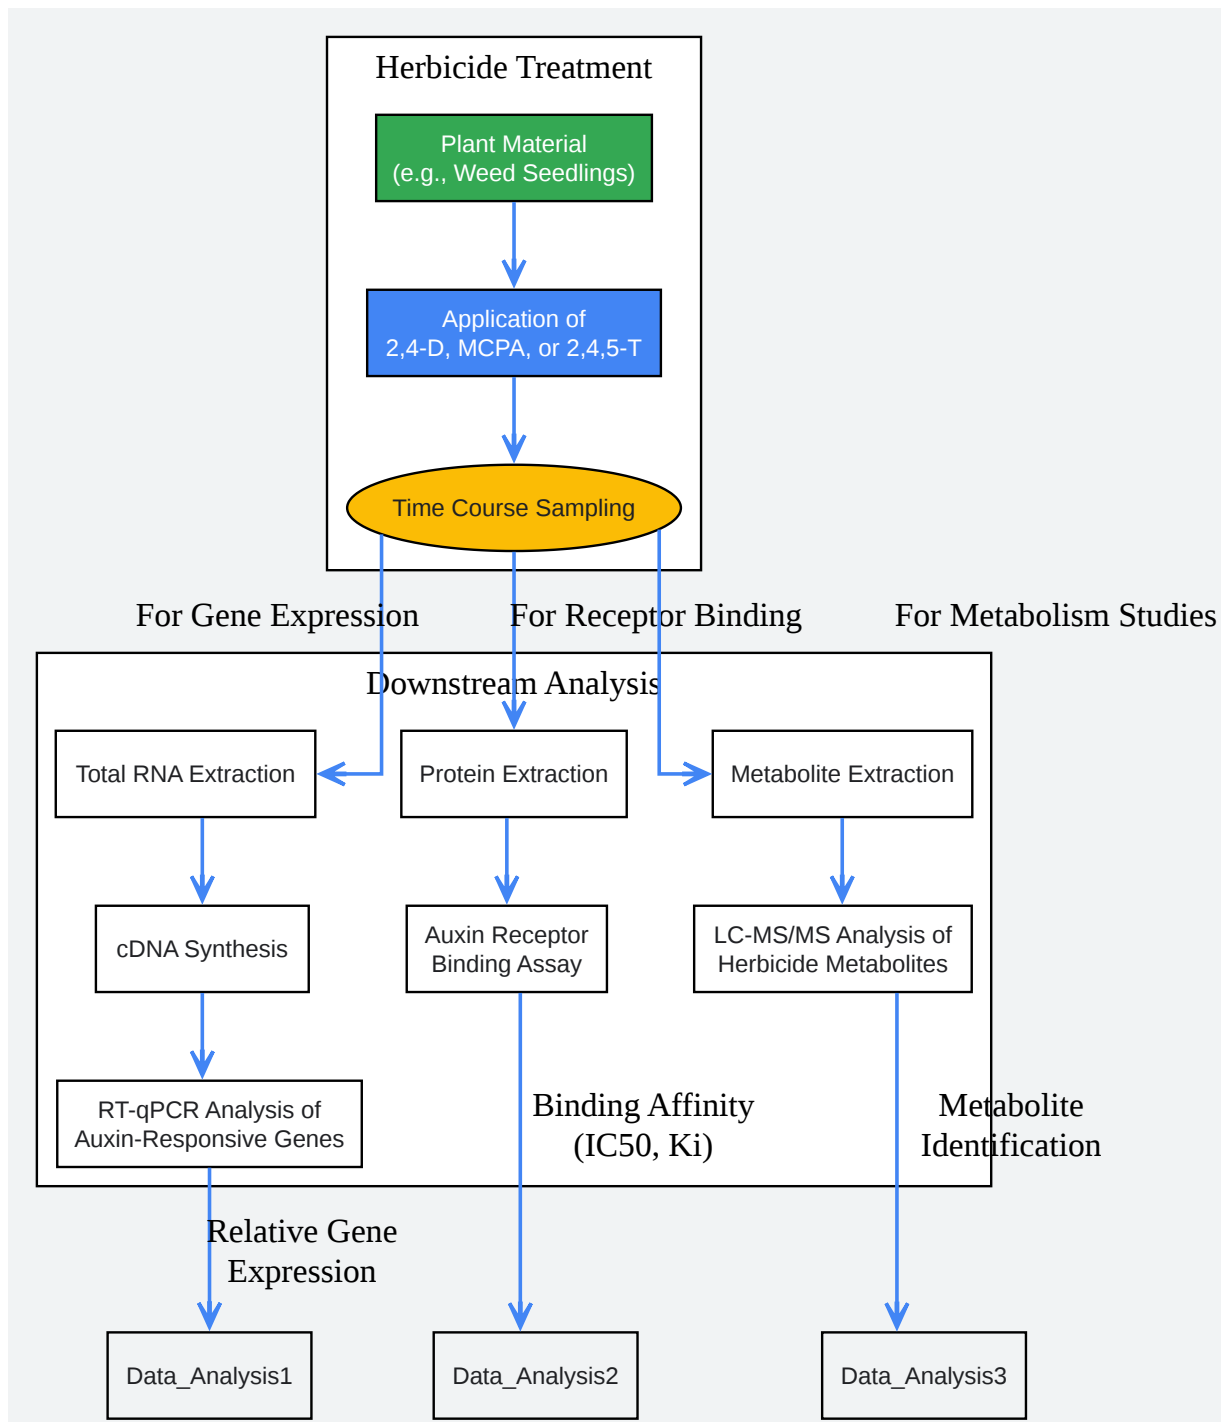 Herbicide Treatment
Plant Material
(e.g., Weed Seedlings)
Application of
2,4-D, MCPA, or 2,4,5-T
Time Course Sampling
For Gene Expression
For Receptor Binding
For Metabolism Studies
Downstream Analysis
Total RNA Extraction
Protein Extraction
Metabolite Extraction
cDNA Synthesis
Auxin Receptor
Binding Assay
LC-MS/MS Analysis of
Herbicide Metabolites
RT-qPCR Analysis of
Auxin-Responsive Genes
Binding Affinity
(IC50, Ki)
Metabolite
Identification
Relative Gene
Expression
Data_Analysis1
Data_Analysis2
Data_Analysis3